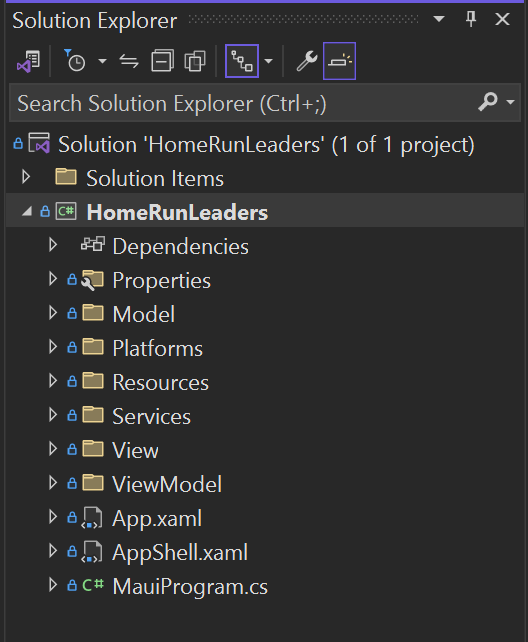 Solution Explorer
Search Solution Explorer (Ctrl+;)
Solution 'HomeRunLeaders' (1 of 1 project)
Solution Items
C# HomeRunLeaders
Dependencies
Properties
Model
Platforms
Resources
Services
View
ViewModel
App.xaml
AppShell.xaml
C# MauiProgram.cs